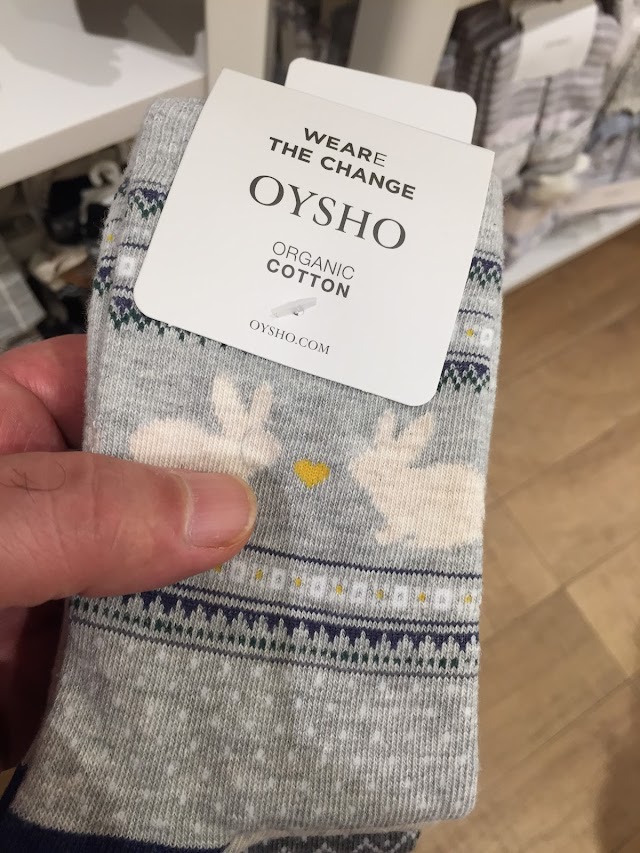 WEARE
THE CHANGE
OYSHO
ORGANIC
COTTON
OYSHO.COM